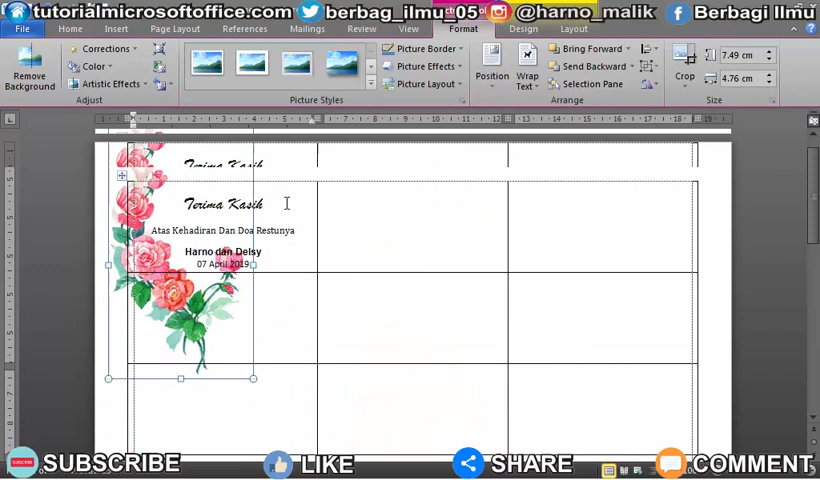 tutorialmicrosoftoffice.com berbag_ilmu_05 @harno_malik Berbagi Ilmu
File Home Insert Page Layout References Mailings Review View Format Design Layout
Corrections Picture Border Bring Forward 7.49 cm
Color Picture Effects Send Backward 4.76 cm
Remove Background Artistic Effects Picture Layout Position Wrap Text Selection Pane Crop
Adjust Picture Styles Arrange Size
Terima Kasih
Terima Kasih
Atas Kehadiran Dan Doa Restunya
Harno dan Delsy
07 April 2019
SUBSCRIBE LIKE SHARE COMMENT